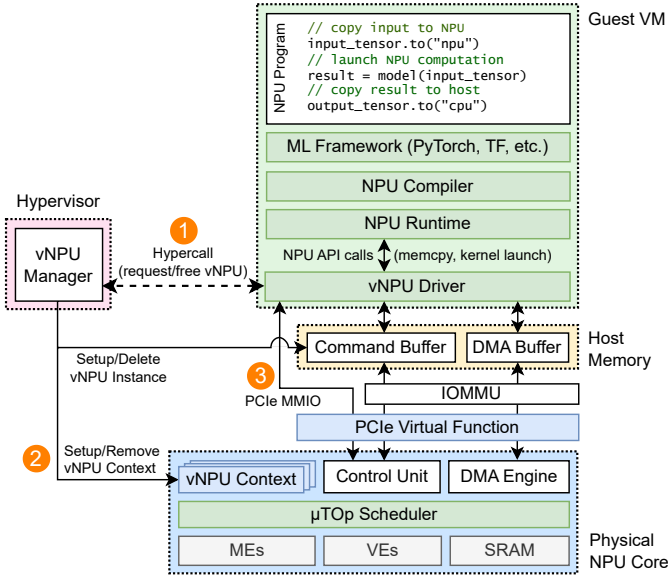 Guest VM
NPU Program
// copy input to NPU
input_tensor.to("npu")
// launch NPU computation
result = model(input_tensor)
// copy result to host
output_tensor.to("cpu")
ML Framework (PyTorch, TF, etc.)
NPU Compiler
NPU Runtime
NPU API calls
(memcpy, kernel launch)
vNPU Driver
Hypervisor
vNPU
Manager
1
Hypercall
(request/free vNPU)
Setup/Delete
vNPU Instance
Command Buffer
DMA Buffer
Host
Memory
3
PCIe MMIO
IOMMU
PCIe Virtual Function
2
Setup/Remove
vNPU Context
vNPU Context
Control Unit
DMA Engine
µTOp Scheduler
MEs
VEs
SRAM
Physical
NPU Core